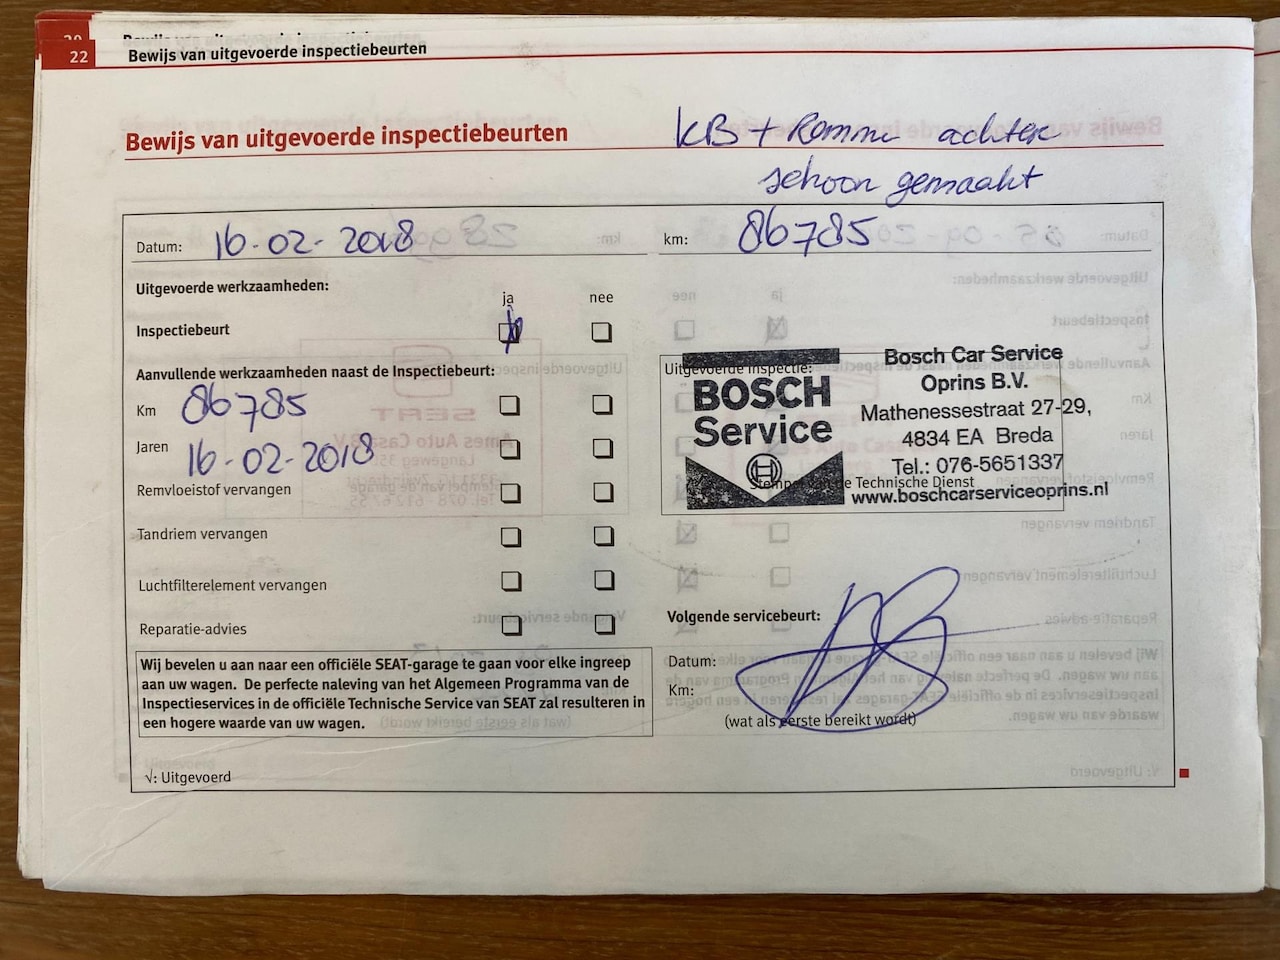 22
Bewijs van uitgevoerde inspectiebeurten
Bewijs van uitgevoerde inspectiebeurten
KB + Remmen achter
schoon gemaakt
Datum: 16-02-2018
km: 86785
Uitgevoerde werkzaamheden:
ja nee
Inspectiebeurt
Aanvullende werkzaamheden naast de Inspectiebeurt:
Km 86785
Jaren 16-02-2018
Remvloeistof vervangen
Tandriem vervangen
Luchtfilterelement vervangen
Reparatie-advies
Wij bevelen u aan naar een officiële SEAT-garage te gaan voor elke ingreep
aan uw wagen. De perfecte naleving van het Algemeen Programma van de
Inspectieservices in de officiële Technische Service van SEAT zal resulteren in
een hogere waarde van uw wagen.
√: Uitgevoerd
Uitgevoerde inspectie:
BOSCH
Service
Bosch Car Service
Oprins B.V.
Mathenessestraat 27-29,
4834 EA Breda
Tel.: 076-5651337
www.boschcarserviceoprins.nl
Stempel van de Technische Dienst
Volgende servicebeurt:
Datum:
Km:
(wat als eerste bereikt wordt)